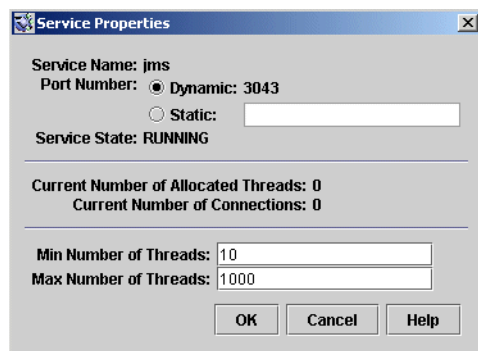 Service Properties
Service Name: jms
Port Number: Dynamic: 3043
Static:
Service State: RUNNING
Current Number of Allocated Threads: 0
Current Number of Connections: 0
Min Number of Threads: 10
Max Number of Threads: 1000
OK Cancel Help